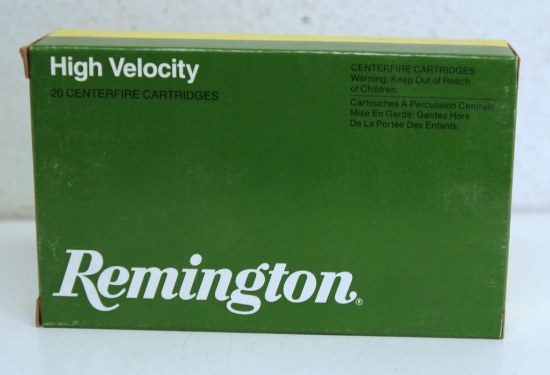 High Velocity
20 CENTERFIRE CARTRIDGES
CENTERFIRE CARTRIDGES
Warning: Keep Out of Reach
of Children.
Cartouches À Percussion Centrale
Mise En Garde: Gardez Hors
De La Portée Des Enfants.
Remington®